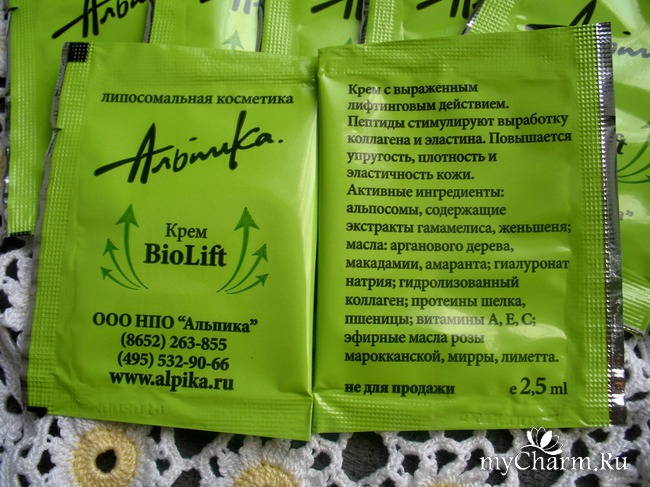 липосомальная косметика
Альпика.
Крем
BioLift
ООО НПО "Альпика"
(8652) 263-855
(495) 532-90-66
www.alpika.ru
Крем с выраженным
лифтинговым действием.
Пептиды стимулируют выработку
коллагена и эластина. Повышается
упругость, плотность и
эластичность кожи.
Активные ингредиенты:
альпосомы, содержащие
экстракты гамамелиса, женьшеня;
масла: арганового дерева,
макадамии, амаранта; гиалуронат
натрия; гидролизованный
коллаген; протеины шелка,
пшеницы; витамины А, Е, С;
эфирные масла розы
марокканской, мирры, лиметта.
не для продажи е 2,5 ml
myCharm.Ru